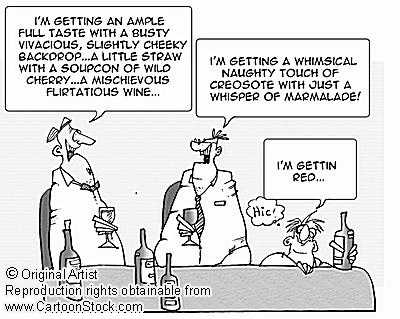 I'M GETTING AN AMPLE
FULL TASTE WITH A BUSTY
VIVACIOUS, SLIGHTLY CHEEKY
BACKDROP...A LITTLE STRAW
WITH A SOUPCON OF WILD
CHERRY...A MISCHIEVOUS
FLIRTATIOUS WINE...
I'M GETTING A WHIMSICAL
NAUGHTY TOUCH OF
CREOSOTE WITH JUST A
WHISPER OF MARMALADE!
I'M GETTIN
RED...
Hic!
© Original Artist
Reproduction rights obtainable from
www.CartoonStock.com